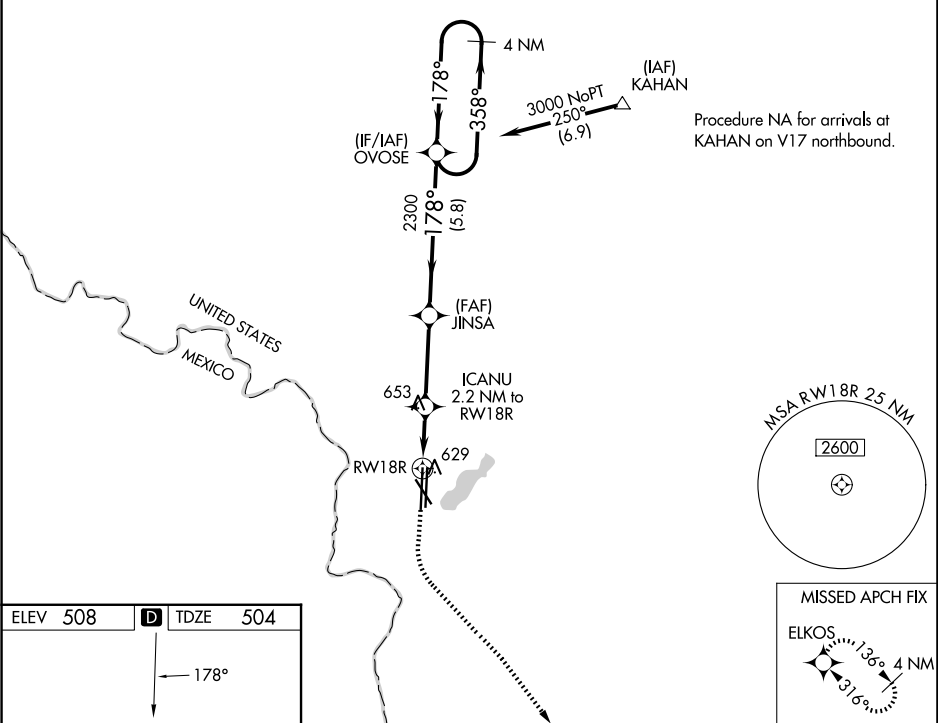 4 NM
178°
358°
(IAF)
KAHAN
3000 NoPT
250°
(6.9)
Procedure NA for arrivals at
KAHAN on V17 northbound.
(IF/IAF)
OVOSE
2300
178°
(5.8)
(FAF)
JINSA
UNITED STATES
MEXICO
653
ICANU
2.2 NM to
RW18R
629
RW18R
MSA RW18R 25 NM
2600
MISSED APCH FIX
ELKOS
136°
4 NM
316°
ELEV 508 D TDZE 504
178°